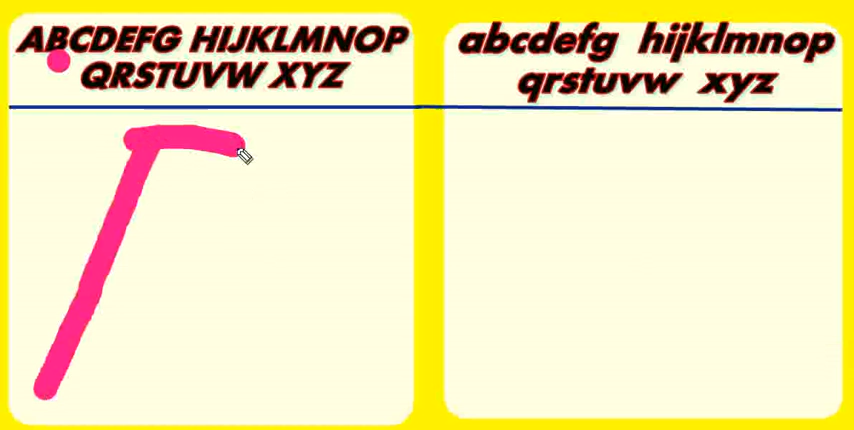 ABCDEFG HIJKLMNOP
QRSTUVW XYZ
abcdefg hijklmnop
qrstuvw xyz